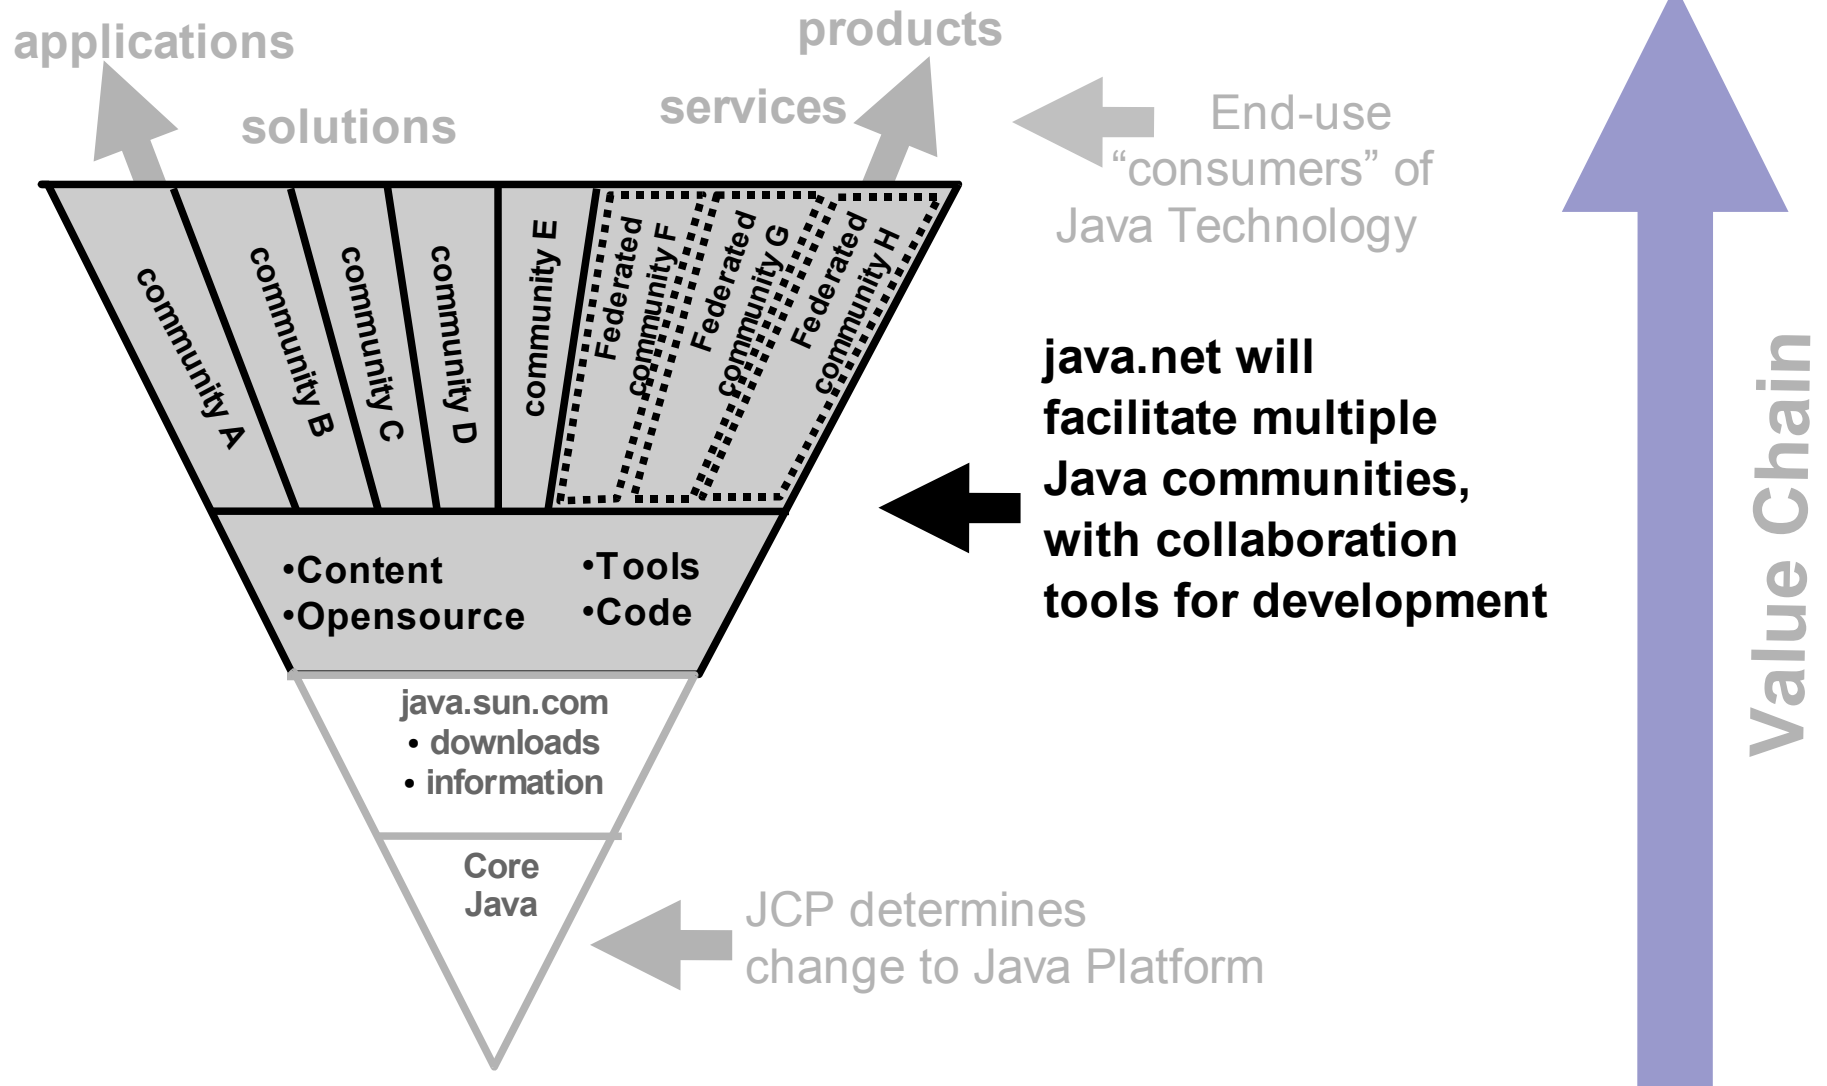 applications
products
solutions
services
End-use
“consumers” of
Java Technology
community A
community B
community C
community D
community E
Federated
community F
Federated
community G
Federated
community H
java.net will
facilitate multiple
Java communities,
with collaboration
tools for development
•Content
•Opensource
•Tools
•Code
java.sun.com
• downloads
• information
Core
Java
JCP determines
change to Java Platform
Value Chain